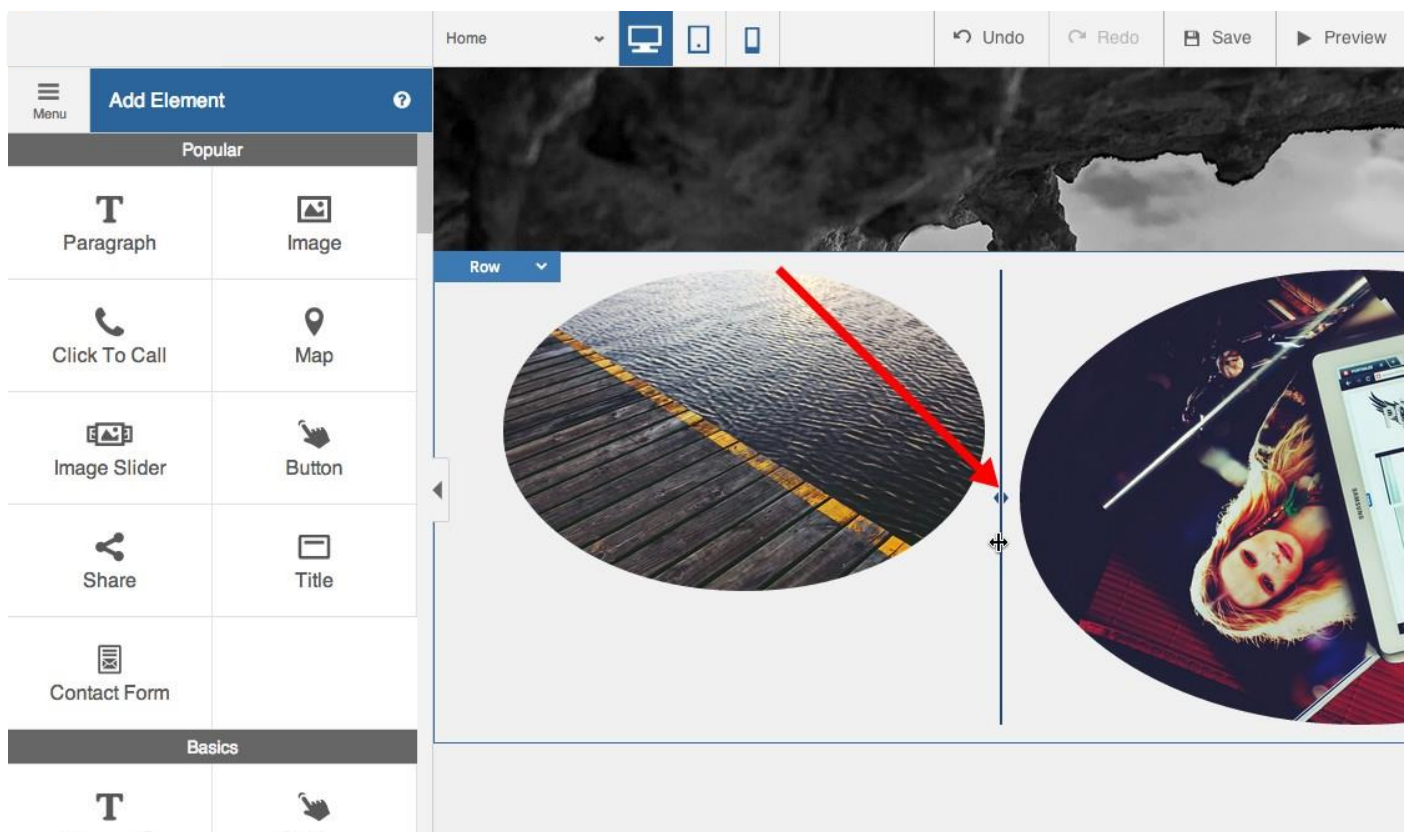 Home
Undo
Redo
Save
Preview
Menu
Add Element
?
Popular
Paragraph
Image
Row
Click To Call
Map
Image Slider
Button
Share
Title
SAMSUNG
Contact Form
Basics